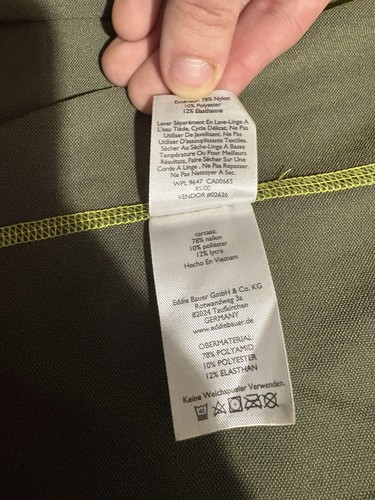 78% Nylon
10% Polyester
12% Élasthanne
Laver Séparément En Lave-Linge À
L'eau Tiède, Cycle Délicat. Ne Pas
Utiliser De Javellisant. Ne Pas
Utiliser D'assouplissants Textiles.
Sécher Au Sèche-Linge À Basse
Température Ou Pour Meilleurs
Résultats, Faire Sécher Sur Une
Corde À Linge. Ne Pas Repasser.
Ne Pas Nettoyer À Sec.
WPL 9647 CA00665
95/00
VENDOR #02626
carcasa:
78% nailon
10% poliéster
12% lycra
Hecho En Vietnam
Eddie Bauer GmbH & Co. KG
Rotwandweg 3a
82024 Taufkirchen
GERMANY
www.eddiebauer.de
OBERMATERIAL:
78% POLYAMID
10% POLYESTER
12% ELASTHAN
Keine Weichspueler Verwenden.